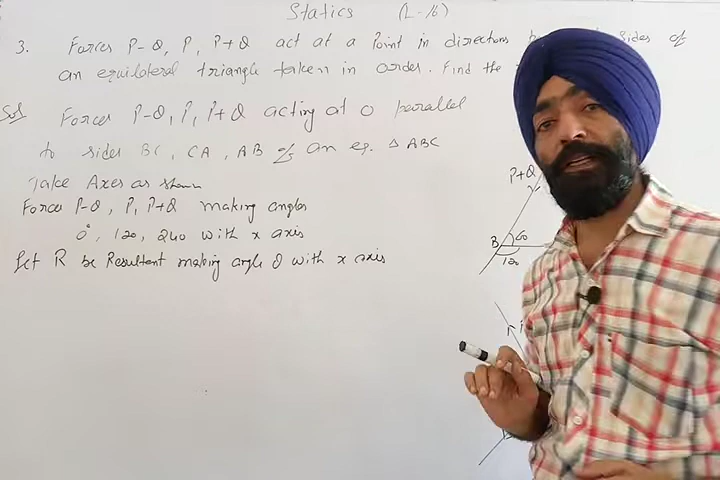 Statics (L-16)
3. Forces P-Q, P, P+Q act at a Point in directions sides of
an equilateral triangle taken in order. Find the
Sol Forces P-Q, P, P+Q acting at O parallel
to sides BC, CA, AB of an eq. Δ ABC
Take Axes as shown
Forces P-Q, P, P+Q making angles
0°, 120, 240 with x axis
Let R be Resultant making angle θ with x axis
P+Q
B 60
120